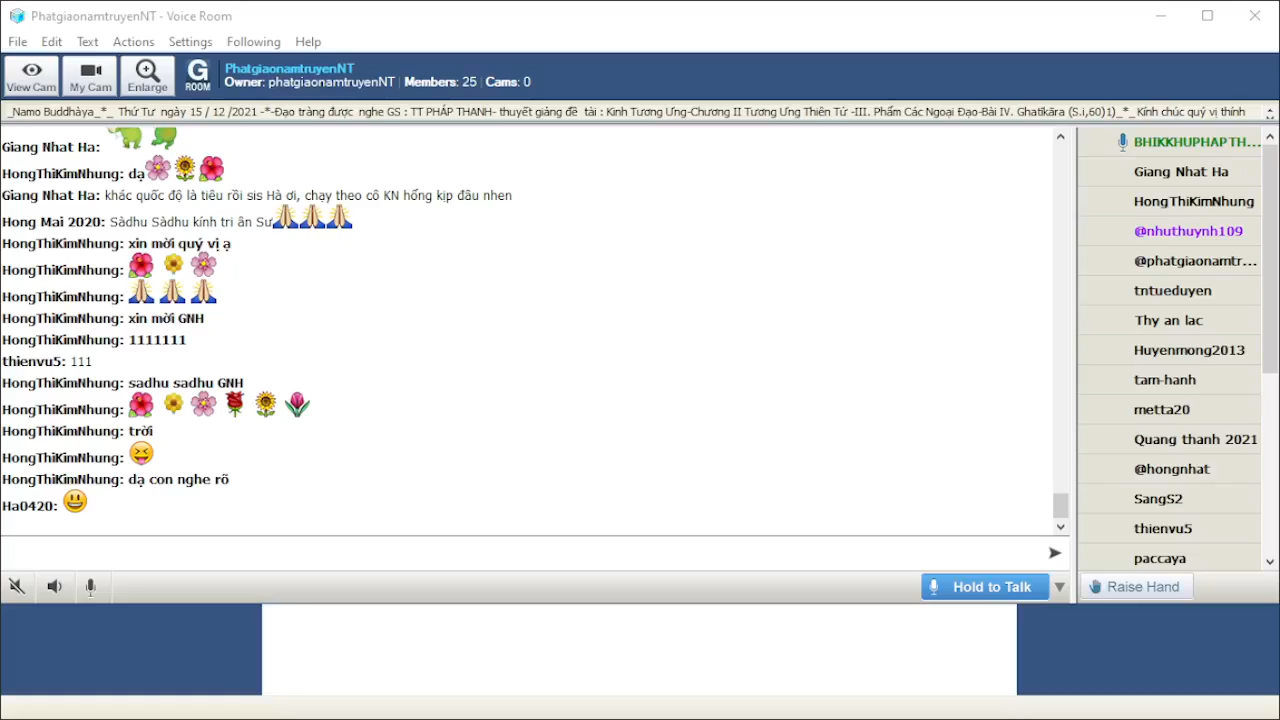 PhatgiaonamtruyenNT - Voice Room
File Edit Text Actions Settings Following Help
View Cam My Cam Enlarge G ROOM
PhatgiaonamtruyenNT
Owner: phatgiaonamtruyenNT | Members: 25 | Cams: 0
_Namo Buddhàya_*_ Thứ Tư ngày 15 / 12 /2021 -*-Đạo tràng được nghe GS : TT PHÁP THANH- thuyết giảng đề tài : Kinh Tương Ưng-Chương II Tương Ưng Thiên Tử -III. Phẩm Các Ngoại Đạo-Bài IV. Ghatikàra (S.i,60)1)_*_Kính chúc quý vị thính
Giang Nhat Ha:
HongThiKimNhung: dạ
Giang Nhat Ha: khác quốc độ là tiêu rồi sis Hà ơi, chạy theo cô KN hổng kịp đâu nhen
Hong Mai 2020: Sàdhu Sàdhu kính tri ân Sư
HongThiKimNhung: xin mời quý vị ạ
HongThiKimNhung:
HongThiKimNhung:
HongThiKimNhung: xin mời GNH
HongThiKimNhung: 1111111
thienvu5: 111
HongThiKimNhung: sadhu sadhu GNH
HongThiKimNhung:
HongThiKimNhung: trời
HongThiKimNhung:
HongThiKimNhung: dạ con nghe rõ
Ha0420:
BHIKKHUPHAPTH...
Giang Nhat Ha
HongThiKimNhung
@nhuthuynh109
@phatgiaonamtr...
tntueduyen
Thy an lac
Huyenmong2013
tam-hanh
metta20
Quang thanh 2021
@hongnhat
SangS2
thienvu5
paccaya
Hold to Talk
Raise Hand